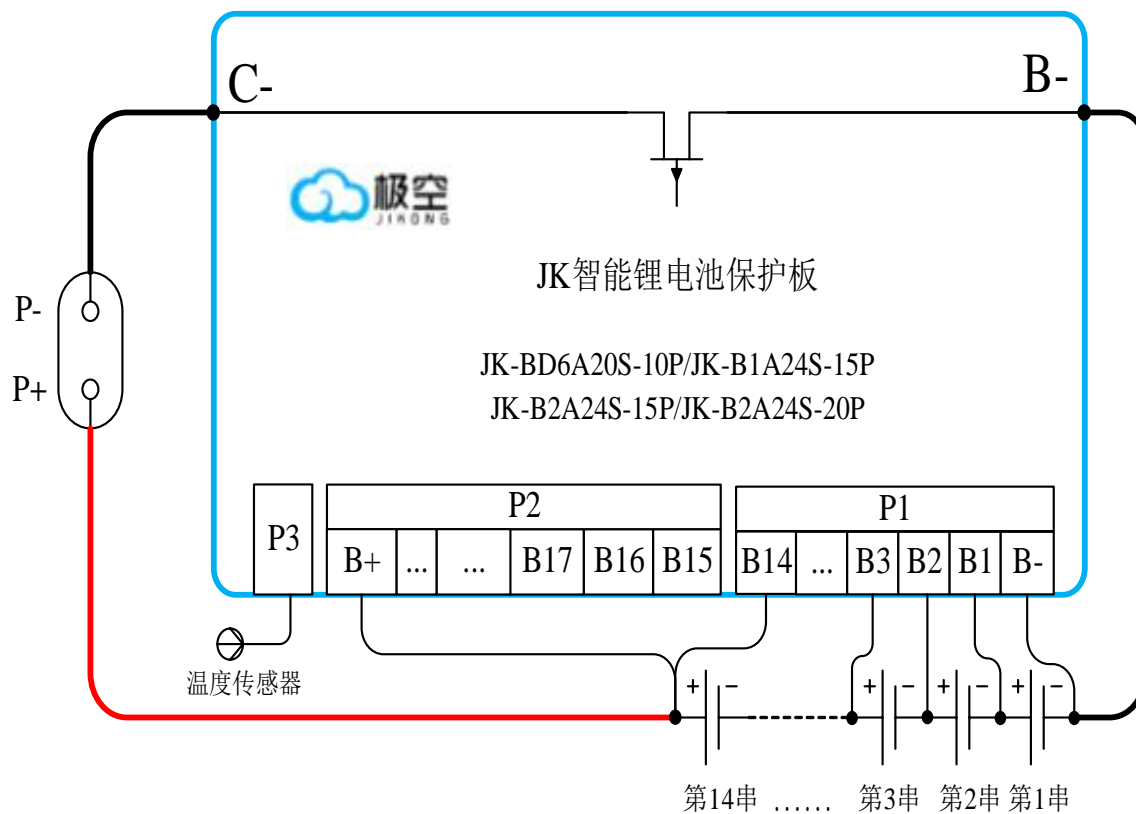 C-
B-
极空
JIKONG
JK智能锂电池保护板
P-
P+
JK-BD6A20S-10P/JK-B1A24S-15P
JK-B2A24S-15P/JK-B2A24S-20P
P3
P2
P1
B+ ... ... B17 B16 B15
B14 ... B3 B2 B1 B-
温度传感器
+ - + - + - + -
第14串 ...... 第3串 第2串 第1串